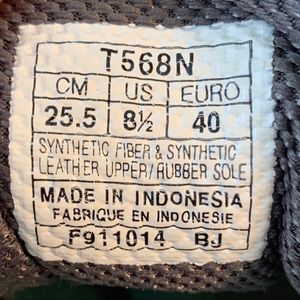 T568N
CM US EURO
25.5 8½ 40
SYNTHETIC FIBER & SYNTHETIC
LEATHER UPPER/RUBBER SOLE
MADE IN INDONESIA
FABRIQUE EN INDONESIE
F911014 BJ